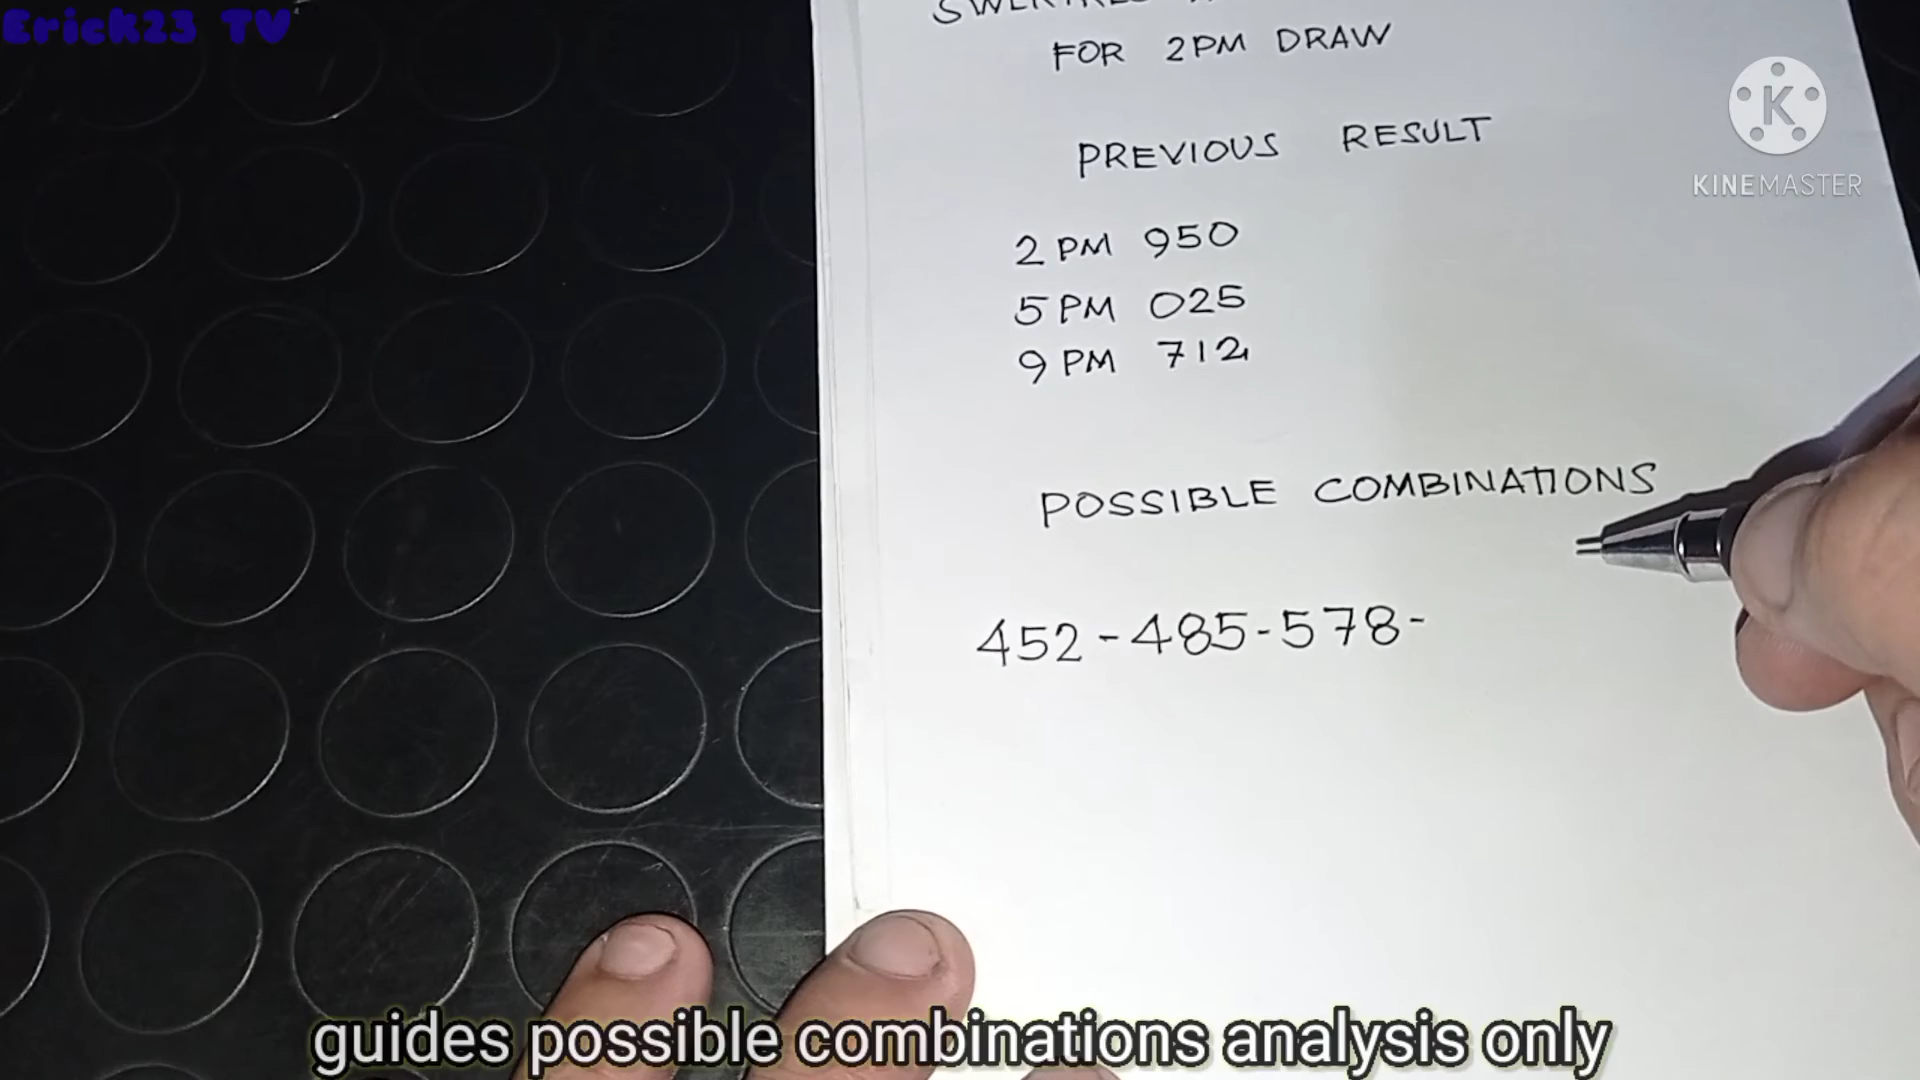 Erick23 TV
FOR 2PM DRAW
PREVIOUS RESULT
KINEMASTER
2 PM 950
5 PM 025
9 PM 712
POSSIBLE COMBINATIONS
452-485-578-
guides possible combinations analysis only